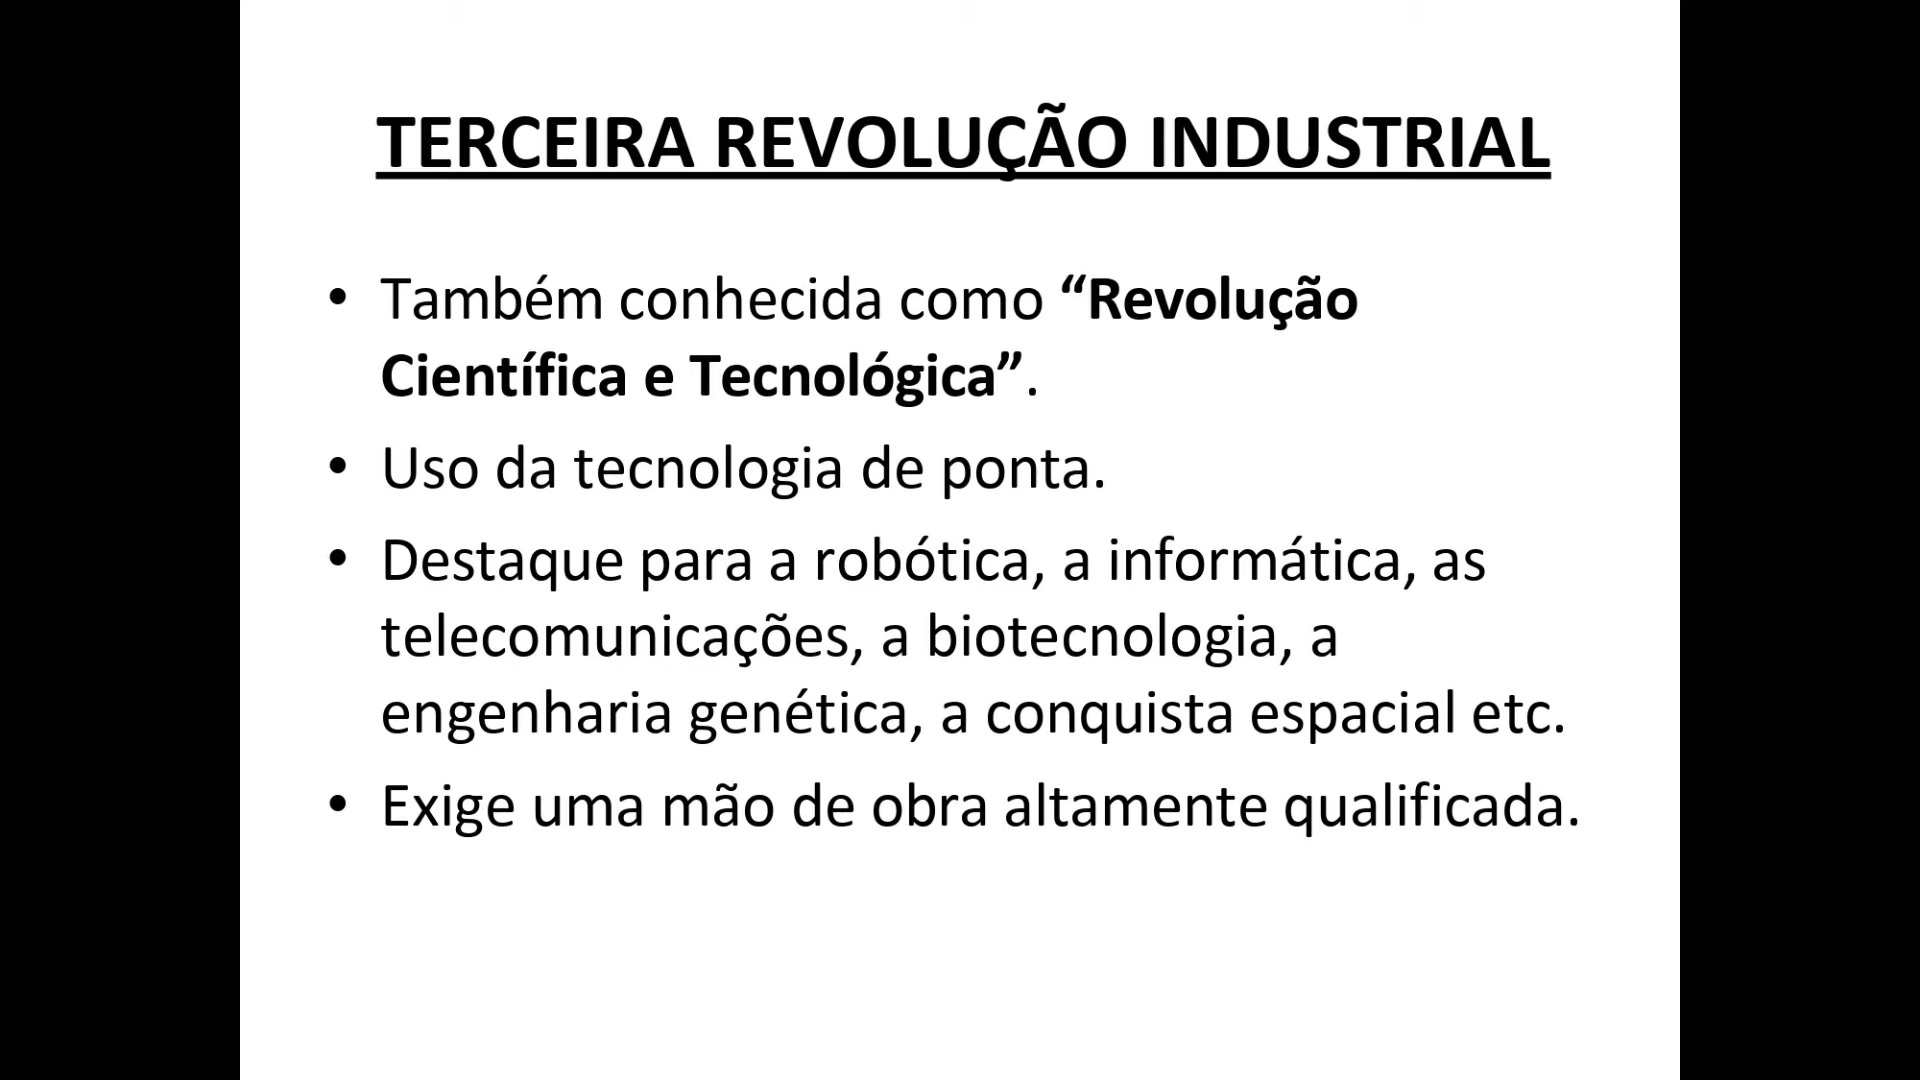 TERCEIRA REVOLUÇÃO INDUSTRIAL
• Também conhecida como “Revolução
Científica e Tecnológica”.
• Uso da tecnologia de ponta.
• Destaque para a robótica, a informática, as
telecomunicações, a biotecnologia, a
engenharia genética, a conquista espacial etc.
• Exige uma mão de obra altamente qualificada.